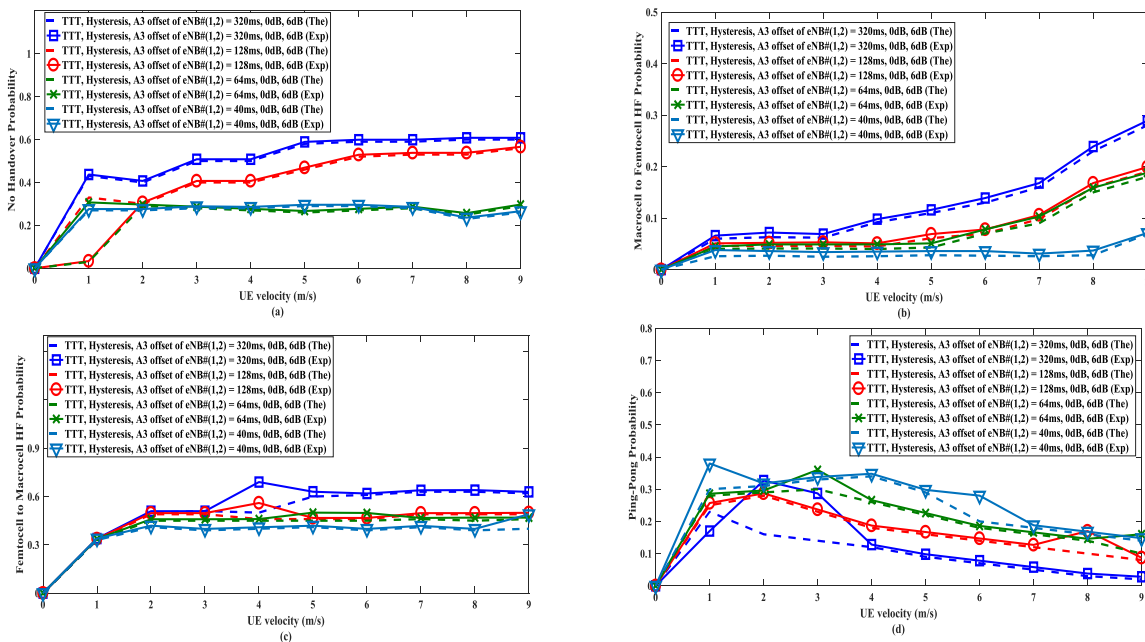 No Handover Probability
1
0.8
0.6
0.4
0.2
0
TTT, Hysteresis, A3 offset of eNB#(1,2) = 320ms, 0dB, 6dB (The)
TTT, Hysteresis, A3 offset of eNB#(1,2) = 320ms, 0dB, 6dB (Exp)
TTT, Hysteresis, A3 offset of eNB#(1,2) = 128ms, 0dB, 6dB (The)
TTT, Hysteresis, A3 offset of eNB#(1,2) = 128ms, 0dB, 6dB (Exp)
TTT, Hysteresis, A3 offset of eNB#(1,2) = 64ms, 0dB, 6dB (The)
TTT, Hysteresis, A3 offset of eNB#(1,2) = 64ms, 0dB, 6dB (Exp)
TTT, Hysteresis, A3 offset of eNB#(1,2) = 40ms, 0dB, 6dB (The)
TTT, Hysteresis, A3 offset of eNB#(1,2) = 40ms, 0dB, 6dB (Exp)
0 1 2 3 4 5 6 7 8 9
UE velocity (m/s)
(a)
Macrocell to Femtocell HF Probability
0.5
0.4
0.3
0.2
0.1
0
TTT, Hysteresis, A3 offset of eNB#(1,2) = 320ms, 0dB, 6dB (The)
TTT, Hysteresis, A3 offset of eNB#(1,2) = 320ms, 0dB, 6dB (Exp)
TTT, Hysteresis, A3 offset of eNB#(1,2) = 128ms, 0dB, 6dB (The)
TTT, Hysteresis, A3 offset of eNB#(1,2) = 128ms, 0dB, 6dB (Exp)
TTT, Hysteresis, A3 offset of eNB#(1,2) = 64ms, 0dB, 6dB (The)
TTT, Hysteresis, A3 offset of eNB#(1,2) = 64ms, 0dB, 6dB (Exp)
TTT, Hysteresis, A3 offset of eNB#(1,2) = 40ms, 0dB, 6dB (The)
TTT, Hysteresis, A3 offset of eNB#(1,2) = 40ms, 0dB, 6dB (Exp)
0 1 2 3 4 5 6 7 8 9
UE velocity (m/s)
(b)
Femtocell to Macrocell HF Probability
0.9
0.6
0.3
TTT, Hysteresis, A3 offset of eNB#(1,2) = 320ms, 0dB, 6dB (The)
TTT, Hysteresis, A3 offset of eNB#(1,2) = 320ms, 0dB, 6dB (Exp)
TTT, Hysteresis, A3 offset of eNB#(1,2) = 128ms, 0dB, 6dB (The)
TTT, Hysteresis, A3 offset of eNB#(1,2) = 128ms, 0dB, 6dB (Exp)
TTT, Hysteresis, A3 offset of eNB#(1,2) = 64ms, 0dB, 6dB (The)
TTT, Hysteresis, A3 offset of eNB#(1,2) = 64ms, 0dB, 6dB (Exp)
TTT, Hysteresis, A3 offset of eNB#(1,2) = 40ms, 0dB, 6dB (The)
TTT, Hysteresis, A3 offset of eNB#(1,2) = 40ms, 0dB, 6dB (Exp)
0 1 2 3 4 5 6 7 8 9
UE velocity (m/s)
(c)
Ping-Pong Probability
0.8
0.7
0.6
0.5
0.4
0.3
0.2
0.1
0
TTT, Hysteresis, A3 offset of eNB#(1,2) = 320ms, 0dB, 6dB (The)
TTT, Hysteresis, A3 offset of eNB#(1,2) = 320ms, 0dB, 6dB (Exp)
TTT, Hysteresis, A3 offset of eNB#(1,2) = 128ms, 0dB, 6dB (The)
TTT, Hysteresis, A3 offset of eNB#(1,2) = 128ms, 0dB, 6dB (Exp)
TTT, Hysteresis, A3 offset of eNB#(1,2) = 64ms, 0dB, 6dB (The)
TTT, Hysteresis, A3 offset of eNB#(1,2) = 64ms, 0dB, 6dB (Exp)
TTT, Hysteresis, A3 offset of eNB#(1,2) = 40ms, 0dB, 6dB (The)
TTT, Hysteresis, A3 offset of eNB#(1,2) = 40ms, 0dB, 6dB (Exp)
0 1 2 3 4 5 6 7 8 9
UE velocity (m/s)
(d)